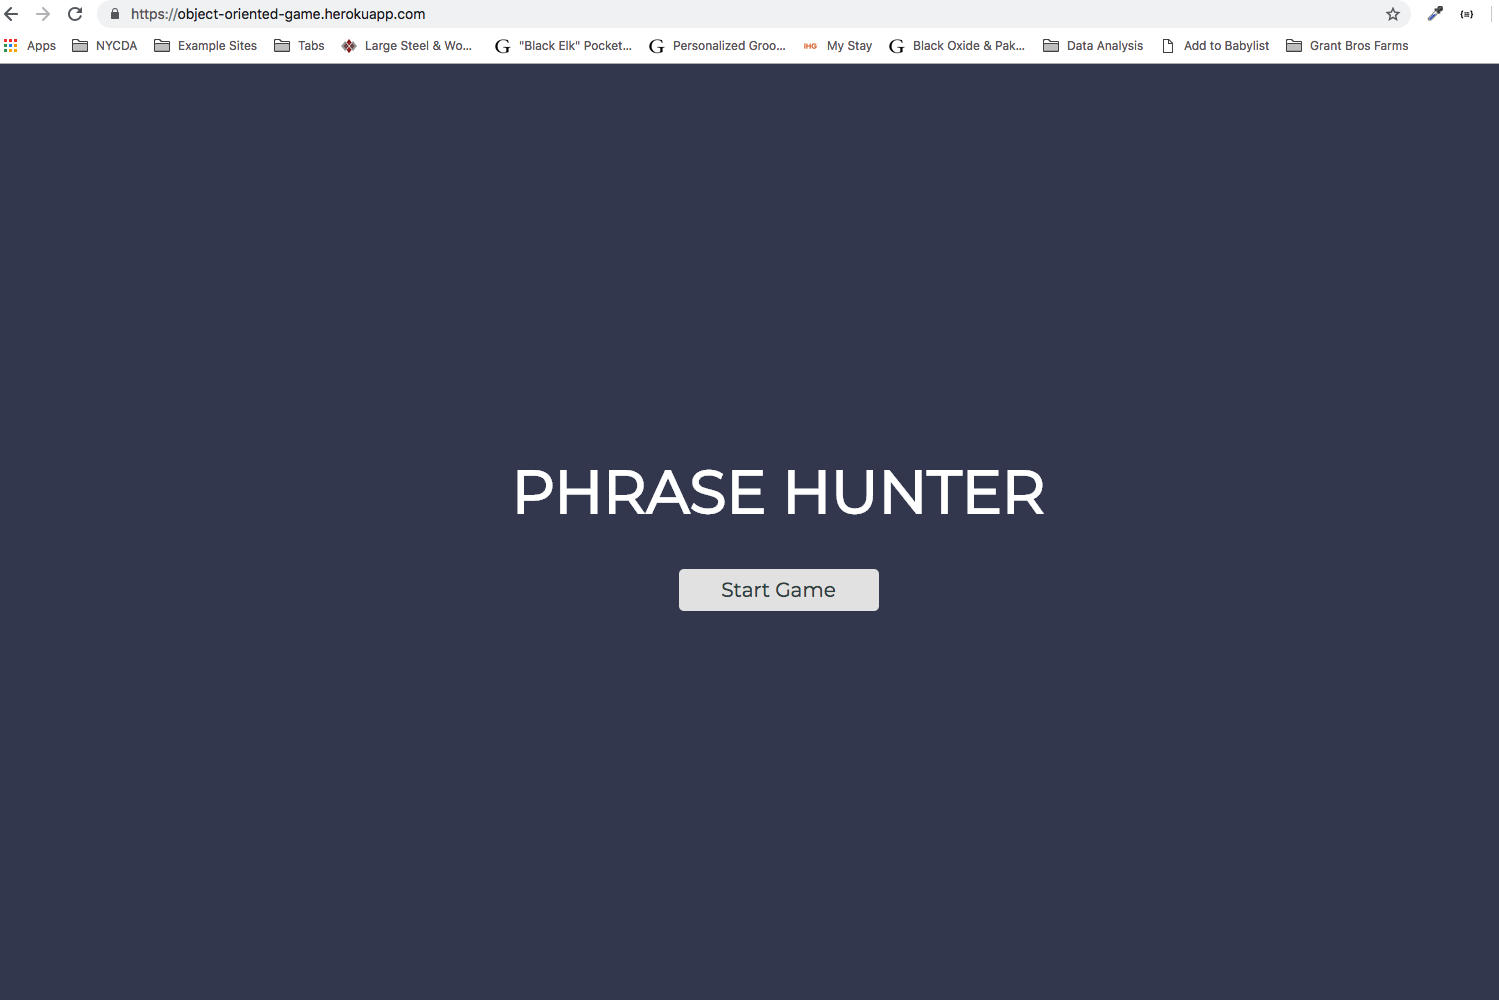 https://object-oriented-game.herokuapp.com
Apps NYCDA Example Sites Tabs Large Steel & Wo... G "Black Elk" Pocket... G Personalized Groo... IHG My Stay G Black Oxide & Pak... Data Analysis Add to Babylist Grant Bros Farms
PHRASE HUNTER
Start Game